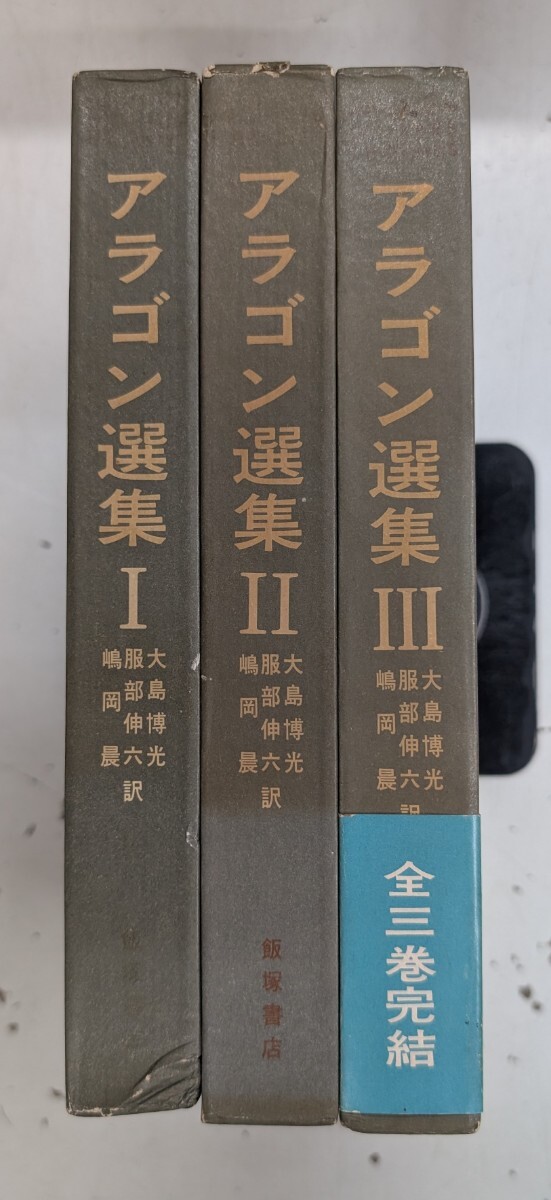 アラゴン選集 I
大島博光
服部伸六 訳
嶋岡晨
アラゴン選集 II
大島博光
服部伸六 訳
嶋岡晨
飯塚書店
アラゴン選集 III
大島博光
服部伸六 訳
嶋岡晨
全三巻完結